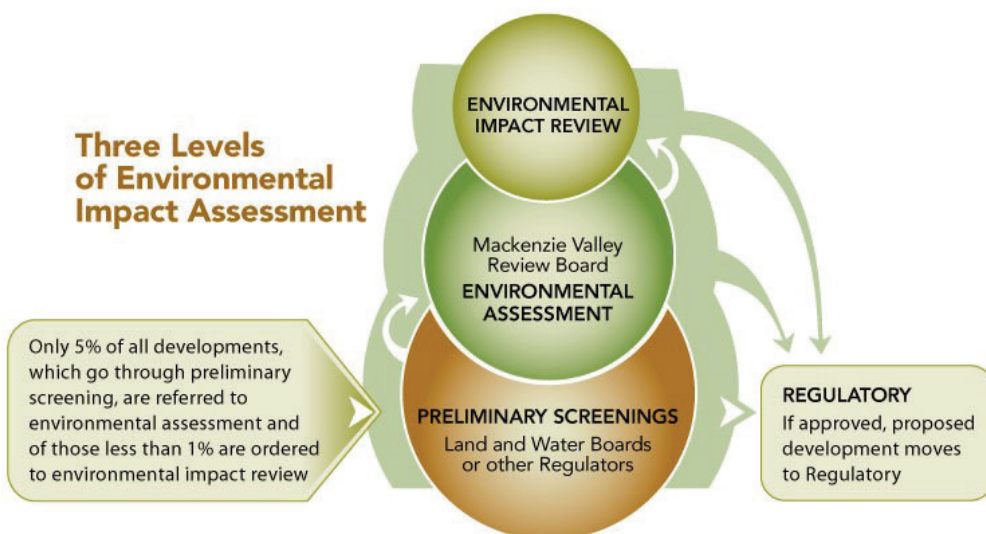 Three Levels
of Environmental
Impact Assessment
ENVIRONMENTAL
IMPACT REVIEW
Mackenzie Valley
Review Board
ENVIRONMENTAL
ASSESSMENT
PRELIMINARY SCREENINGS
Land and Water Boards
or other Regulators
Only 5% of all developments,
which go through preliminary
screening, are referred to
environmental assessment and
of those less than 1% are ordered
to environmental impact review
REGULATORY
If approved, proposed
development moves
to Regulatory